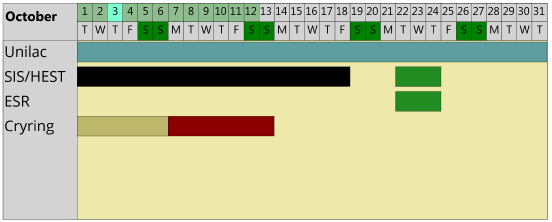 October 1 2 3 4 5 6 7 8 9 10 11 12 13 14 15 16 17 18 19 20 21 22 23 24 25 26 27 28 29 30 31
T W T F S S M T W T F S S M T W T F S S M T W T F S S M T W T
Unilac
SIS/HEST
ESR
Cryring